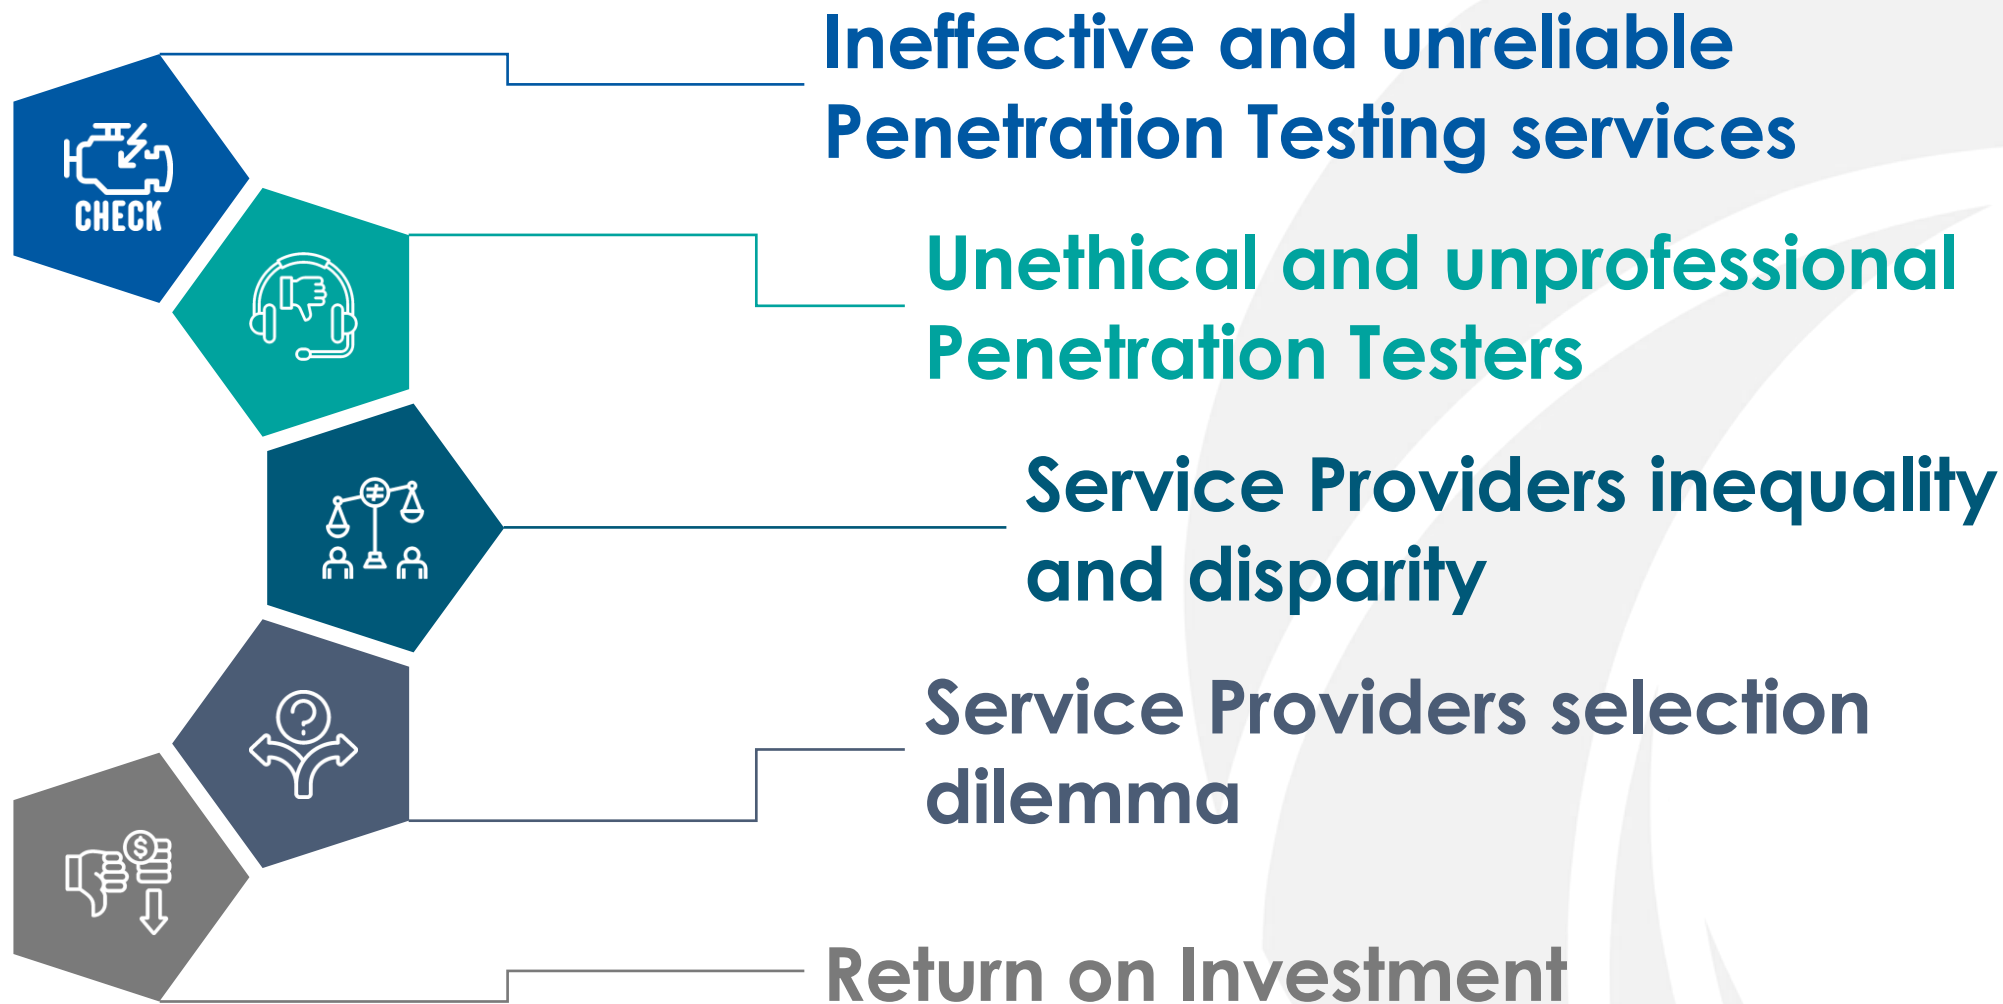 Ineffective and unreliable
Penetration Testing services
CHECK
Unethical and unprofessional
Penetration Testers
Service Providers inequality
and disparity
Service Providers selection
dilemma
Return on Investment